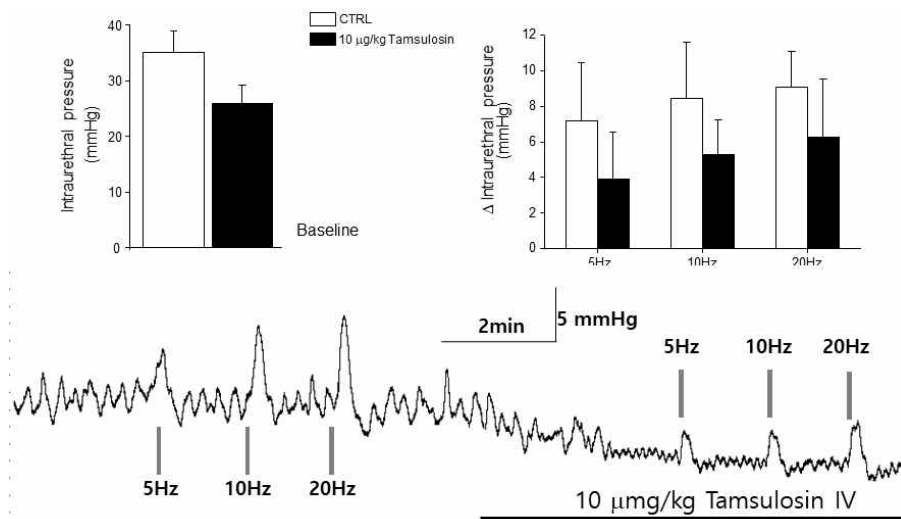 CTRL
10 μg/kg Tamsulosin
Intraurethral pressure
(mmHg)
40
30
20
10
0
Baseline
Δ Intraurethral pressure
(mmHg)
12
10
8
6
4
2
0
5Hz
10Hz
20Hz
2min
5 mmHg
5Hz
10Hz
20Hz
5Hz
10Hz
20Hz
10 μmg/kg Tamsulosin IV